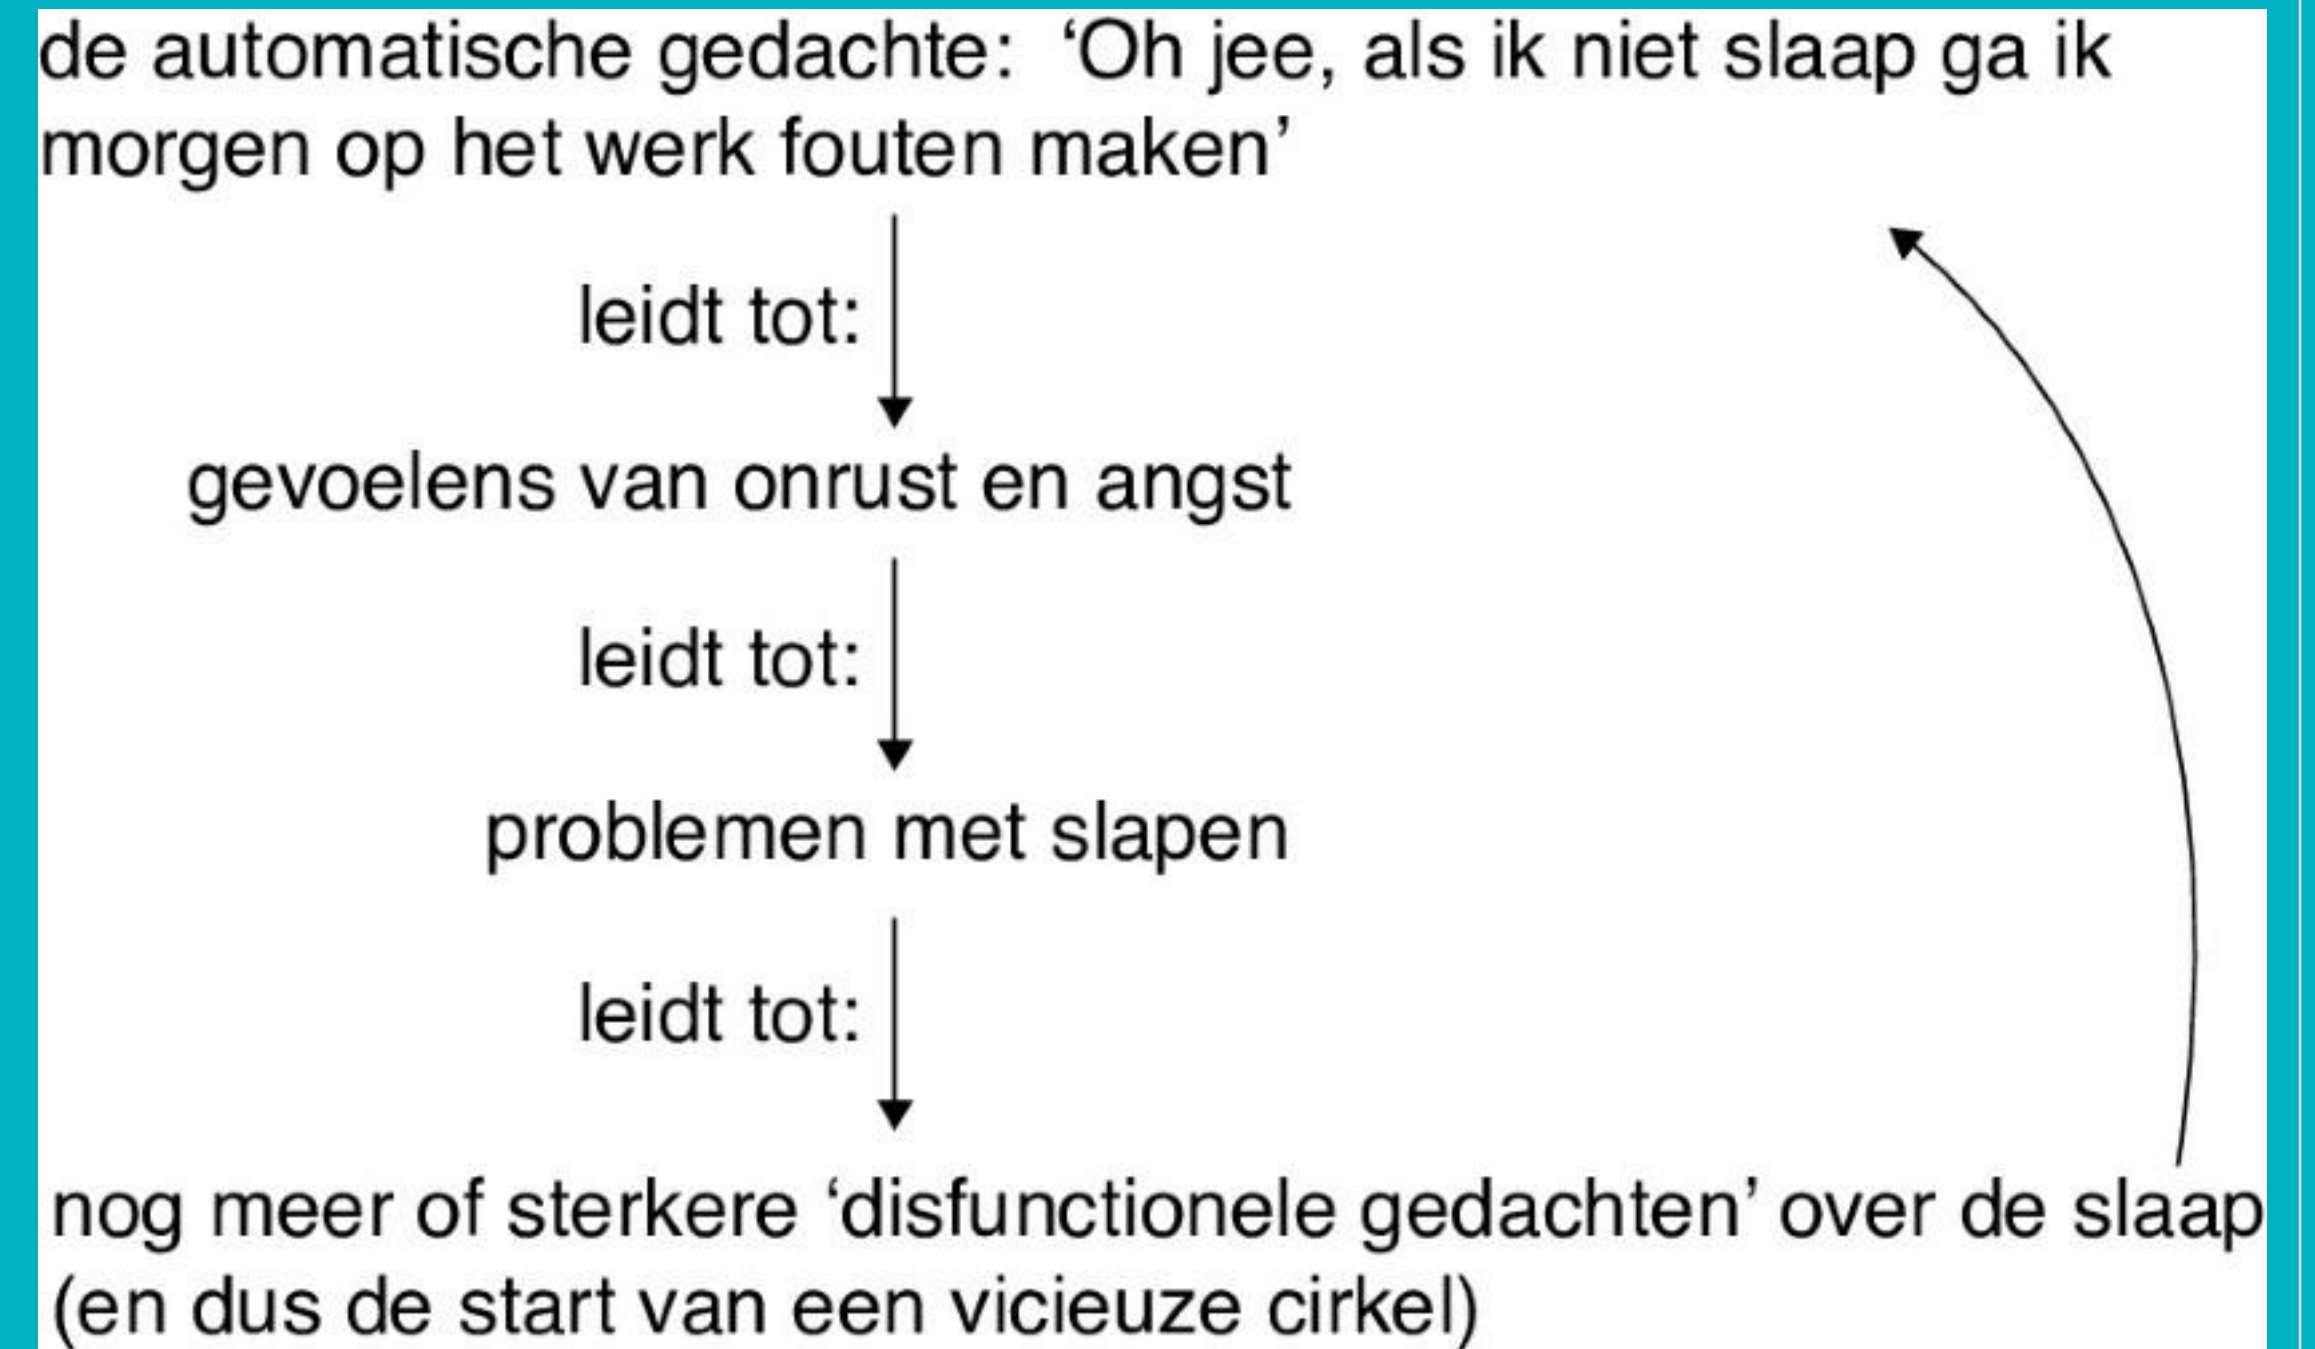 de automatische gedachte: ‘Oh jee, als ik niet slaap ga ik
morgen op het werk fouten maken’
leidt tot:
gevoelens van onrust en angst
leidt tot:
problemen met slapen
leidt tot:
nog meer of sterkere ‘disfunctionele gedachten’ over de slaap
(en dus de start van een vicieuze cirkel)